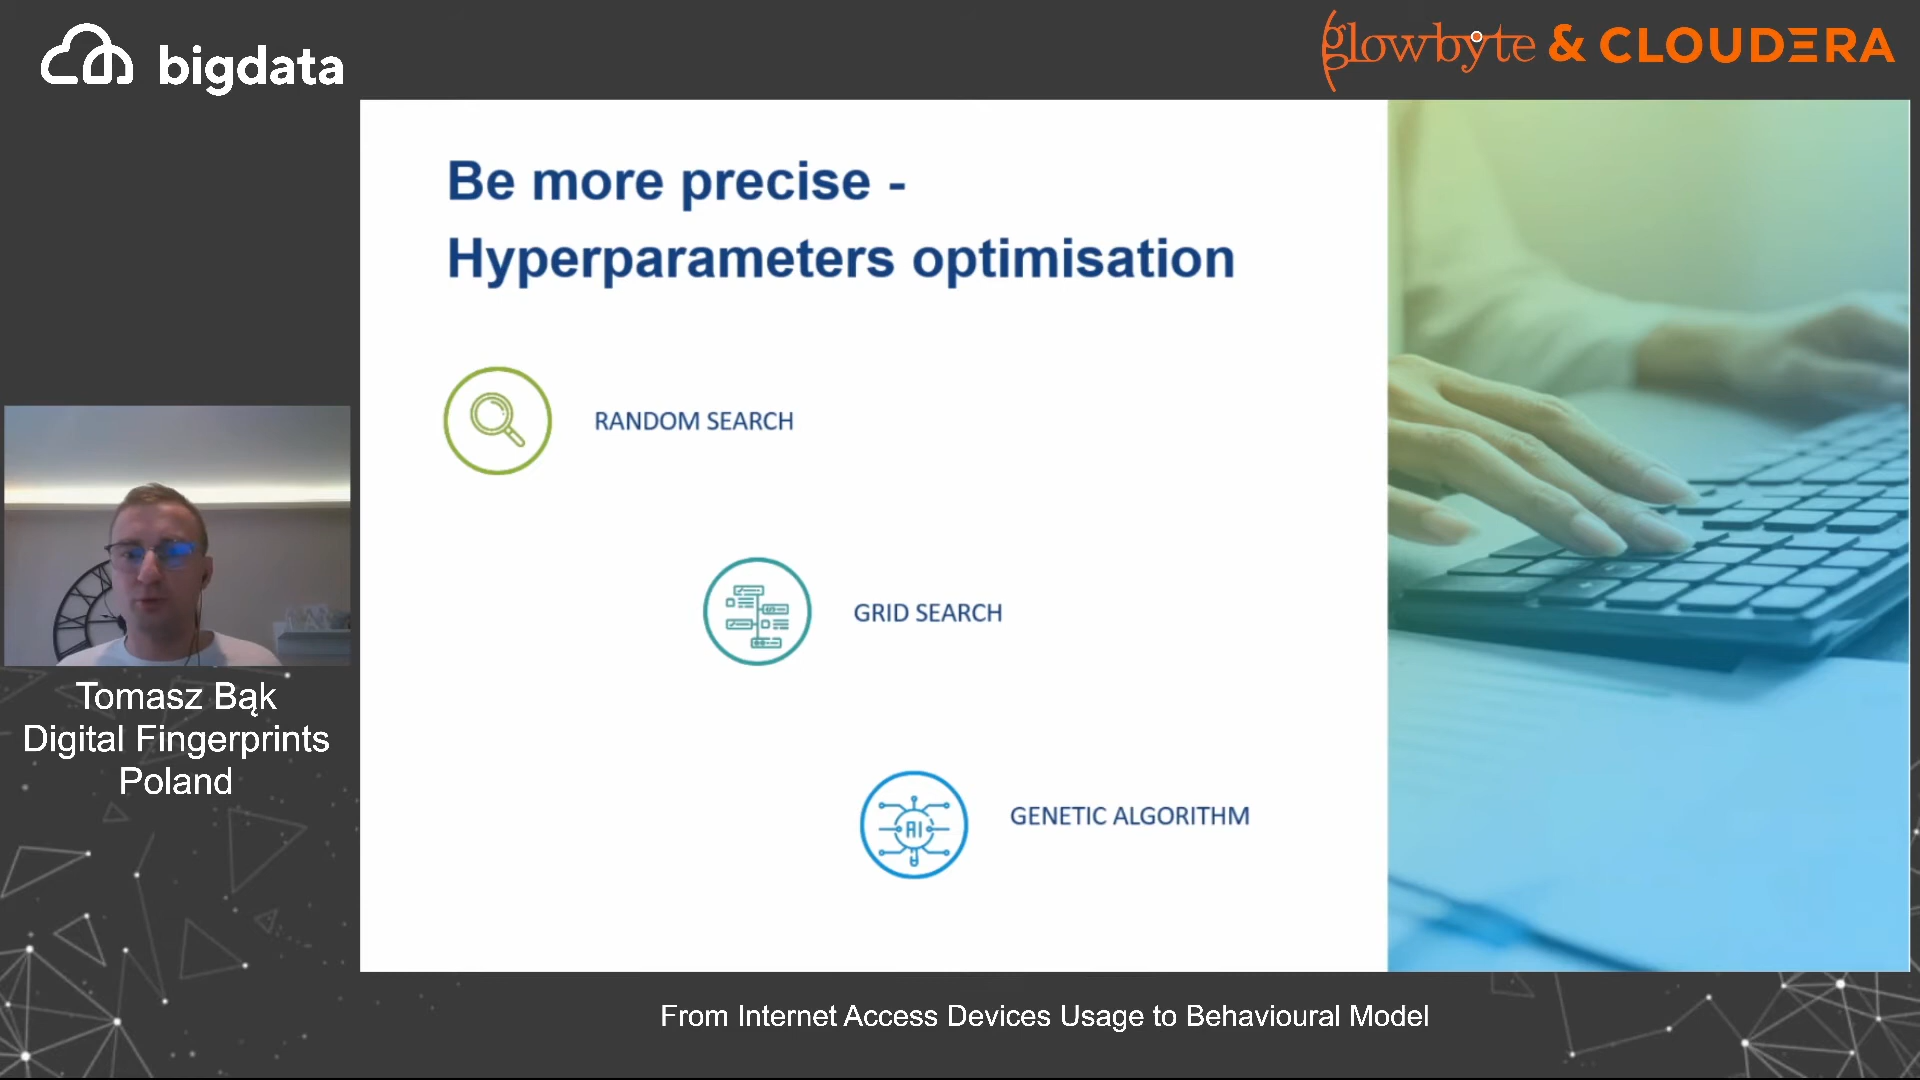 bigdata
glowbyte & CLOUDERA
Be more precise -
Hyperparameters optimisation
RANDOM SEARCH
GRID SEARCH
AI
GENETIC ALGORITHM
Tomasz Bąk
Digital Fingerprints
Poland
From Internet Access Devices Usage to Behavioural Model